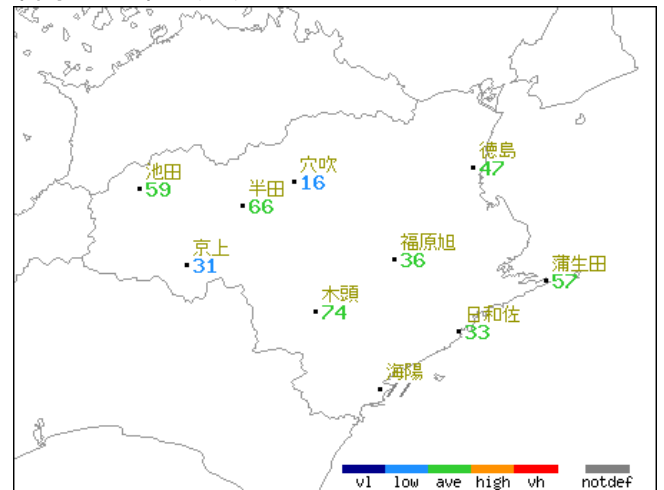 徳島
47
穴吹
16
池田
59
半田
66
京上
31
福原旭
36
蒲生田
57
木頭
74
日和佐
33
海陽
vl low ave high vh notdef